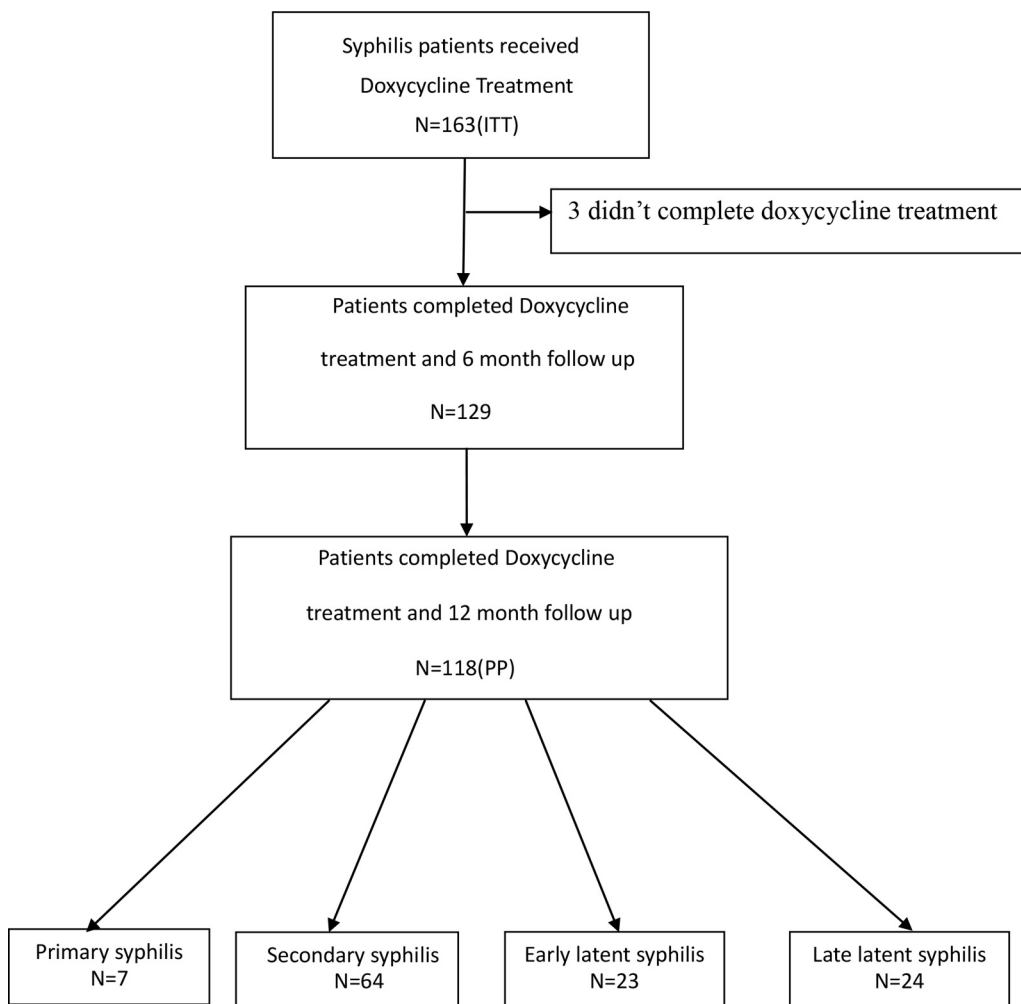 Syphilis patients received
Doxycycline Treatment
N=163(ITT)
3 didn’t complete doxycycline treatment
Patients completed Doxycycline
treatment and 6 month follow up
N=129
Patients completed Doxycycline
treatment and 12 month follow up
N=118(PP)
Primary syphilis
N=7
Secondary syphilis
N=64
Early latent syphilis
N=23
Late latent syphilis
N=24